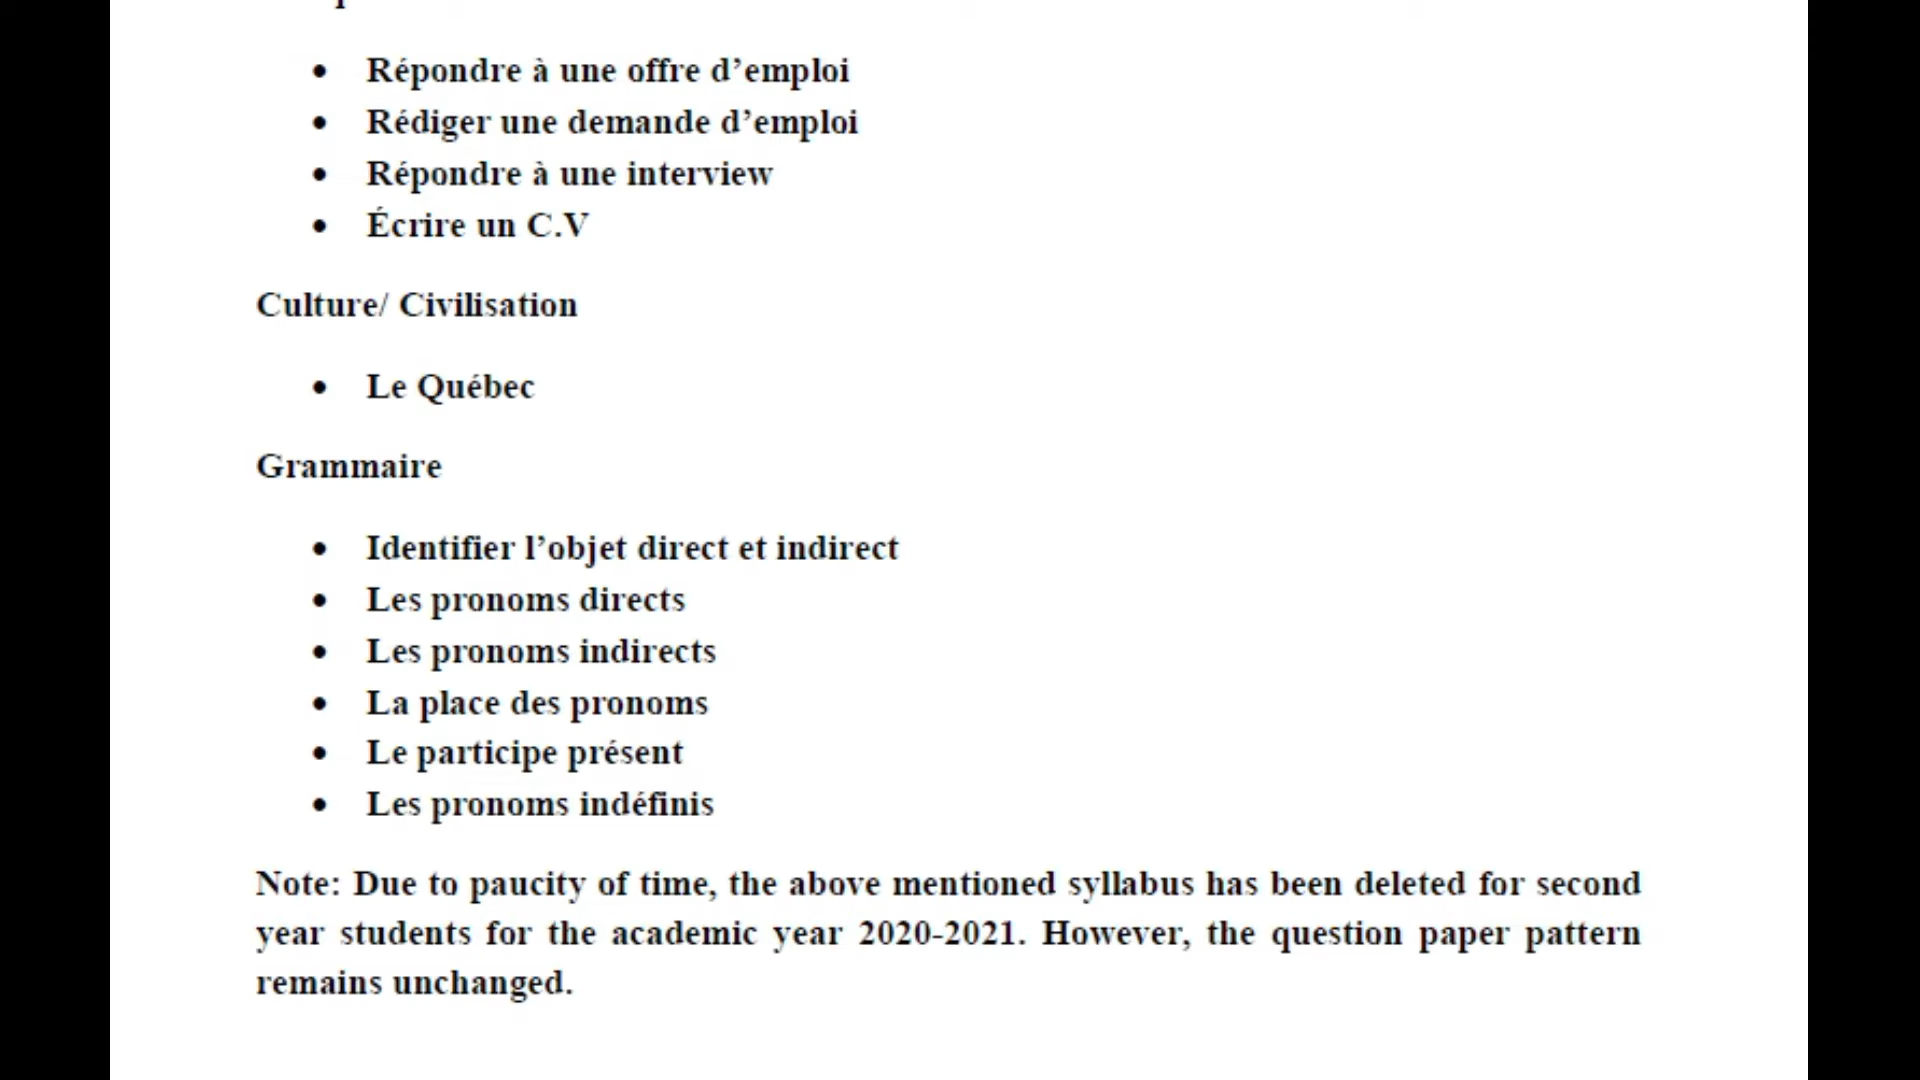 • Répondre à une offre d’emploi
• Rédiger une demande d’emploi
• Répondre à une interview
• Écrire un C.V
Culture/ Civilisation
• Le Québec
Grammaire
• Identifier l’objet direct et indirect
• Les pronoms directs
• Les pronoms indirects
• La place des pronoms
• Le participe présent
• Les pronoms indéfinis
Note: Due to paucity of time, the above mentioned syllabus has been deleted for second
year students for the academic year 2020-2021. However, the question paper pattern
remains unchanged.